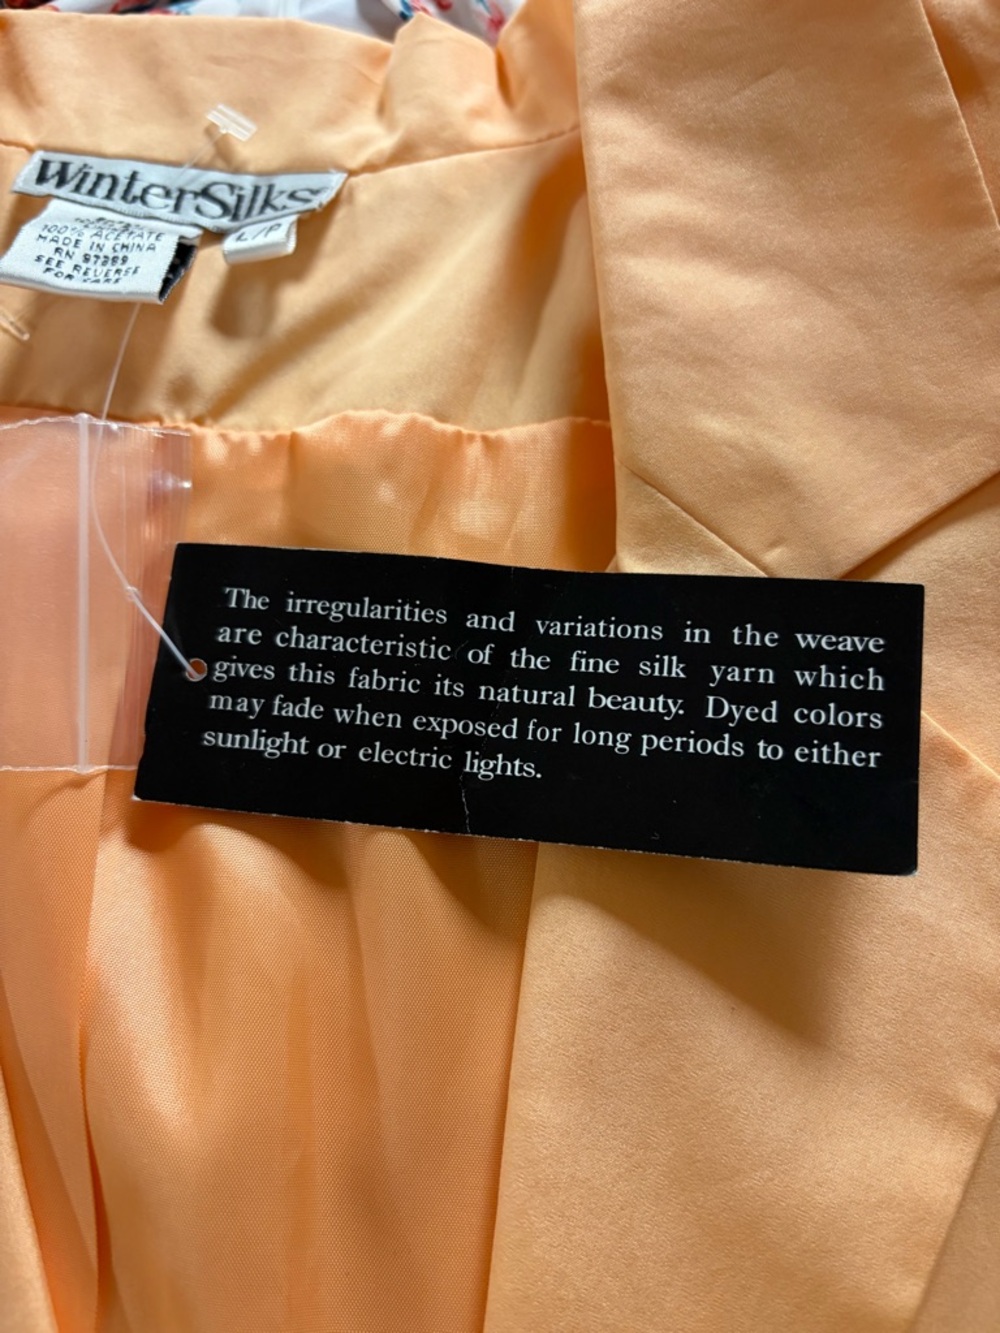 WinterSilks
L/P
100% ACETATE
MADE IN CHINA
SEE REVERSE
FOR CARE
The irregularities and variations in the weave
are characteristic of the fine silk yarn which
gives this fabric its natural beauty. Dyed colors
may fade when exposed for long periods to either
sunlight or electric lights.